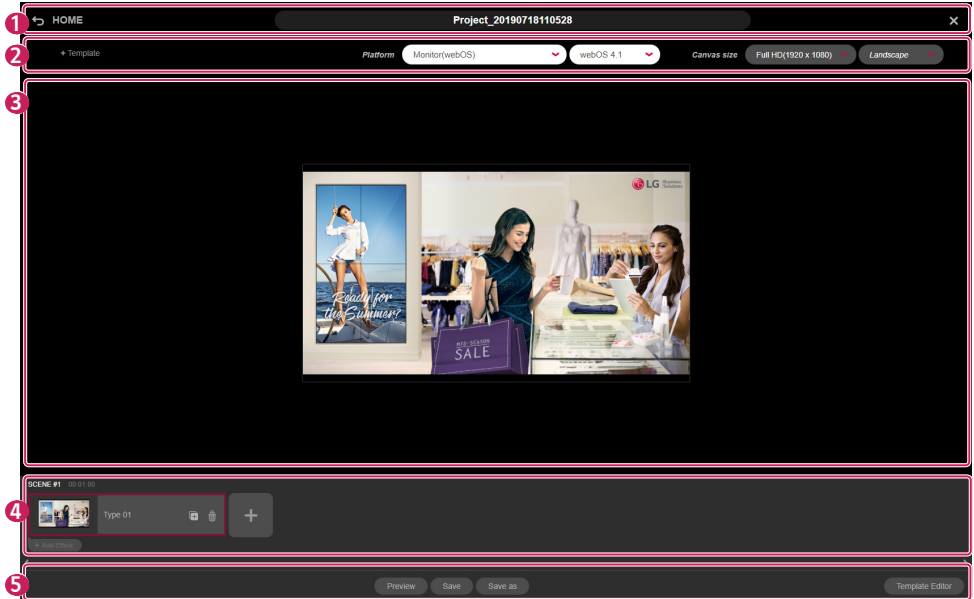 1
HOME
Project_20190718110528
2
+ Template
Platform
Monitor(webOS)
webOS 4.1
Canvas size
Full HD(1920 x 1080)
Landscape
3
LG Business Solutions
Ready for
the Summer?
MID-SEASON
SALE
4
SCENE #1 00:01:00
Type 01
+ Add Effect
5
Preview
Save
Save as
Template Editor